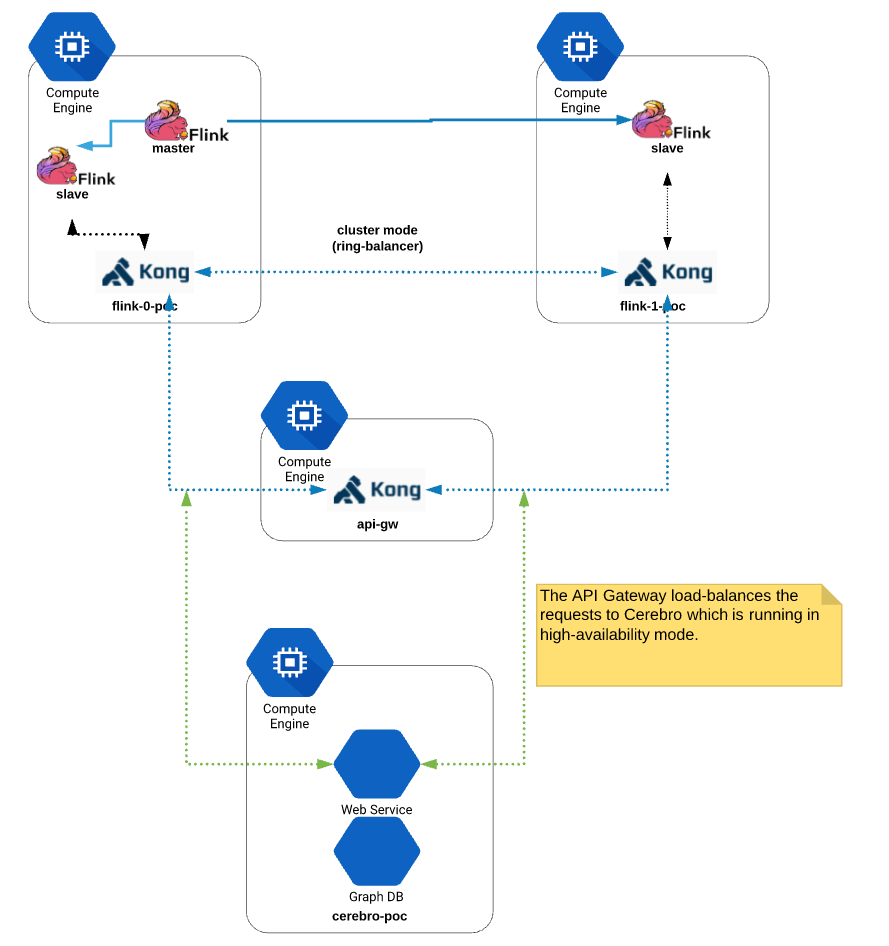 Compute
Engine
Flink
master
Flink
slave
Kong
flink-0-poc
cluster mode
(ring-balancer)
Compute
Engine
Flink
slave
Kong
flink-1-poc
Compute
Engine
Kong
api-gw
The API Gateway load-balances the
requests to Cerebro which is running in
high-availability mode.
Compute
Engine
Web Service
Graph DB
cerebro-poc